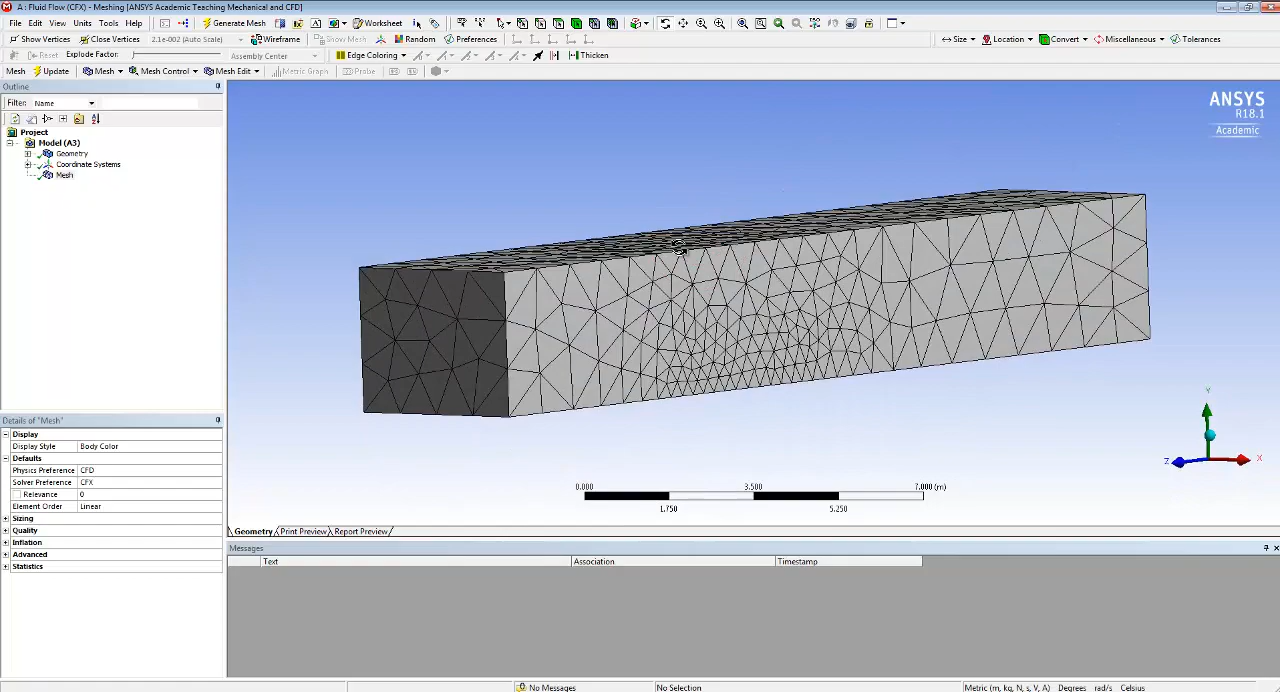 A : Fluid Flow (CFX) - Meshing [ANSYS Academic Teaching Mechanical and CFD]
File Edit View Units Tools Help Generate Mesh A Worksheet
Show Vertices Close Vertices 2.1e-002 (Auto Scale) Wireframe Show Mesh Random Preferences Size Location Convert Miscellaneous Tolerances
Reset Explode Factor: Assembly Center Edge Coloring Thicken
Mesh Update Mesh Mesh Control Mesh Edit Metric Graph Probe
Outline
Filter: Name
Project
Model (A3)
Geometry
Coordinate Systems
Mesh
ANSYS
R18.1
Academic
Details of "Mesh"
Display
Display Style Body Color
Defaults
Physics Preference CFD
Solver Preference CFX
Relevance 0
Element Order Linear
Sizing
Quality
Inflation
Advanced
Statistics
Y
Z X
0.000 3.500 7.000 (m)
1.750 5.250
Geometry Print Preview Report Preview
Messages
Text Association Timestamp
0 No Messages No Selection Metric (m, kg, N, s, V, A) Degrees rad/s Celsius